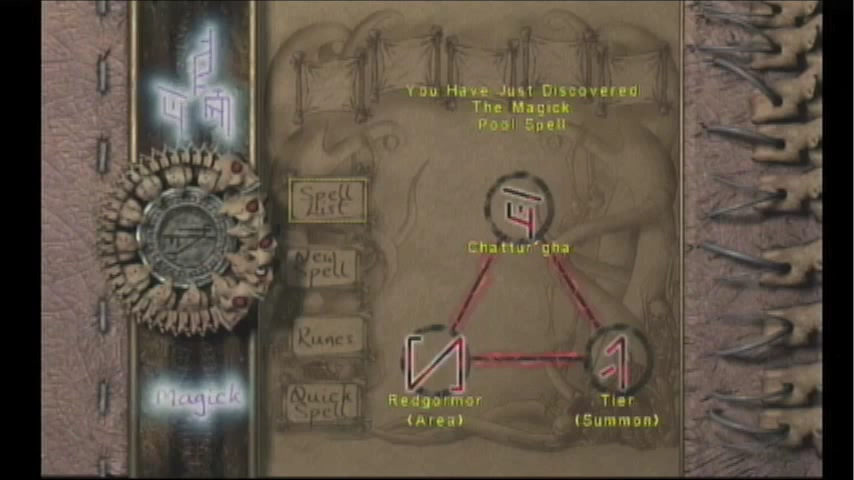 You Have Just Discovered
The Magick
Pool Spell
Spell
List
New
Spell
Runes
Quick
Spell
Magick
Chattur'gha
Redgormor
(Area)
Tier
(Summon)